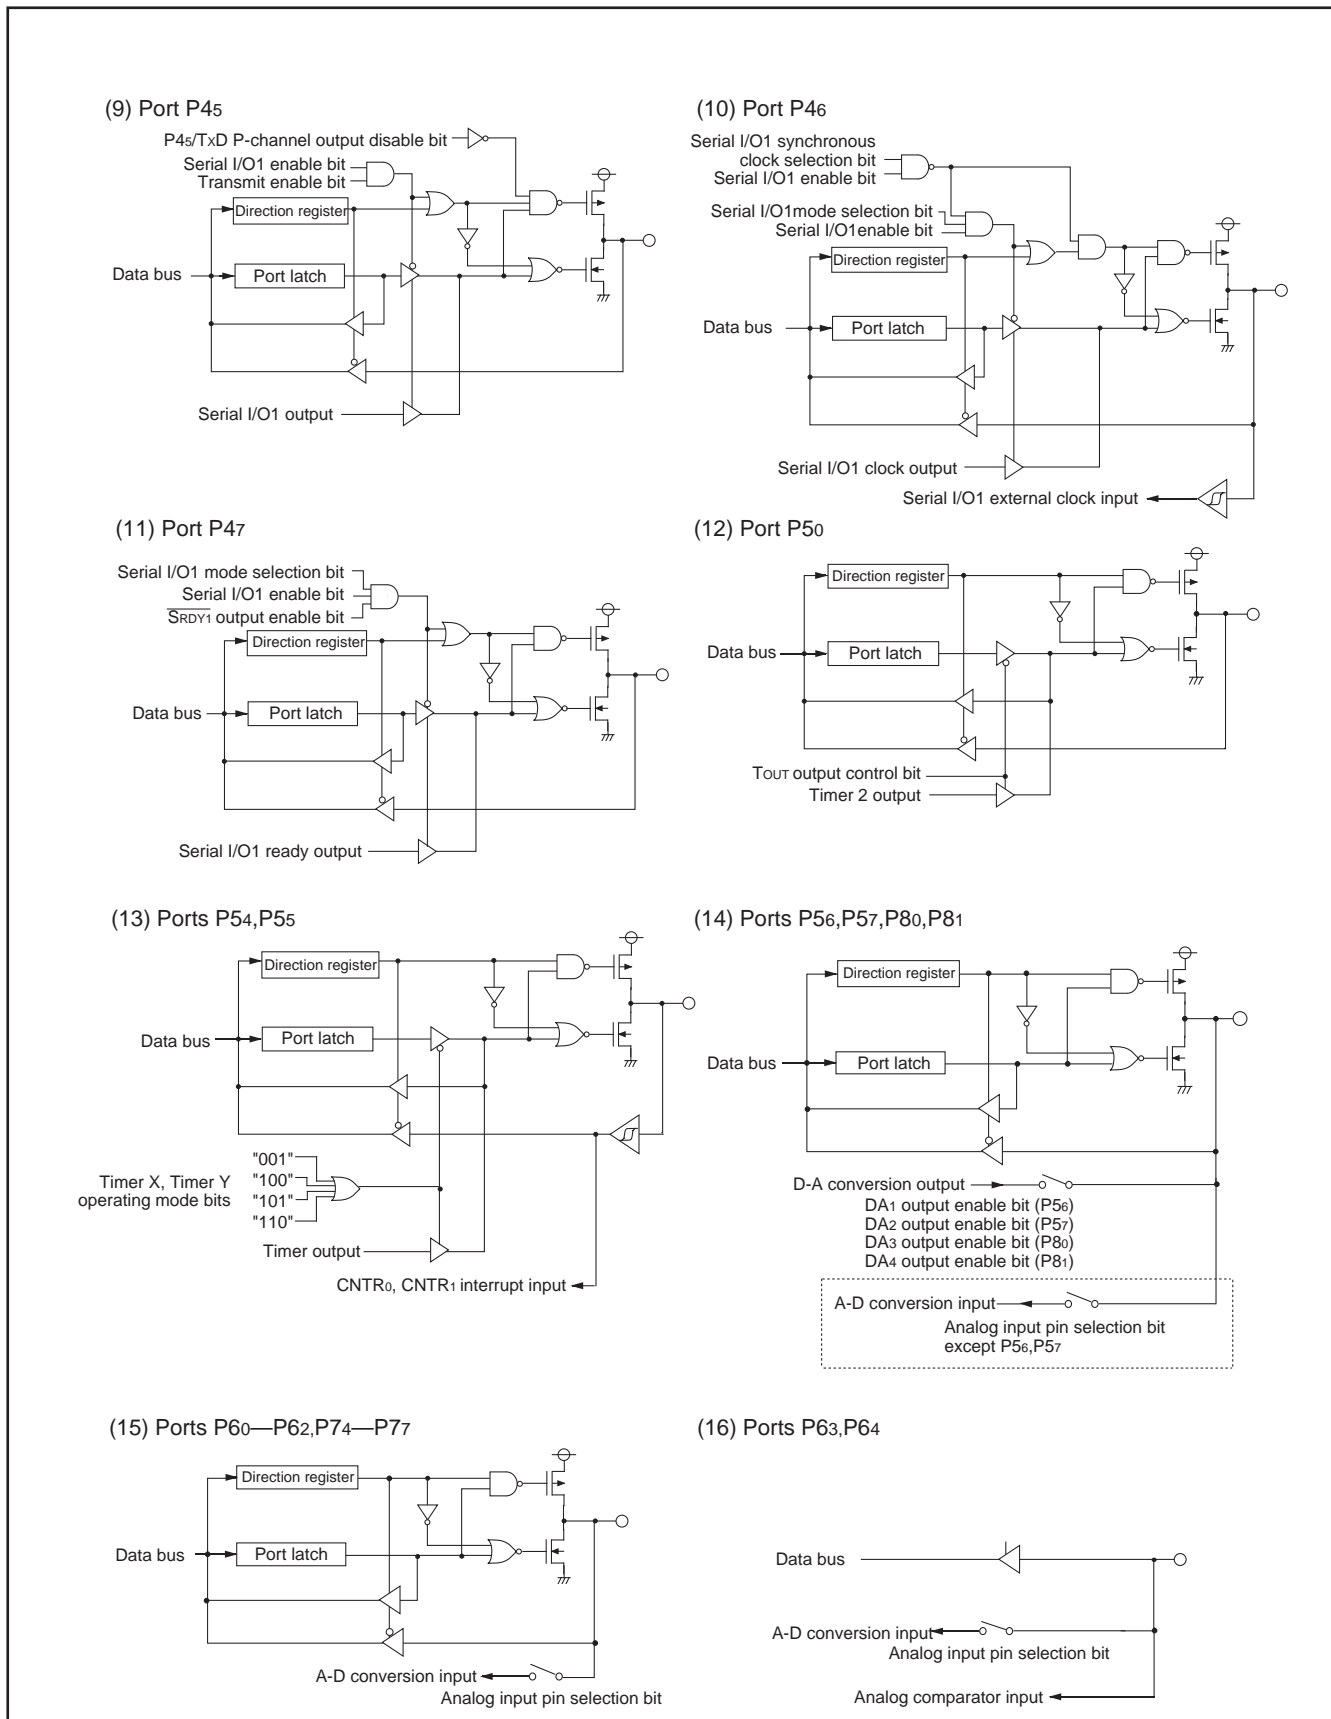 (9) Port P45
P45/TXD P-channel output disable bit
Serial I/O1 enable bit
Transmit enable bit
Direction register
Data bus
Port latch
Serial I/O1 output
(10) Port P46
Serial I/O1 synchronous
clock selection bit
Serial I/O1 enable bit
Serial I/O1mode selection bit
Serial I/O1enable bit
Direction register
Data bus
Port latch
Serial I/O1 clock output
Serial I/O1 external clock input
(11) Port P47
Serial I/O1 mode selection bit
Serial I/O1 enable bit
SRDY1 output enable bit
Direction register
Data bus
Port latch
Serial I/O1 ready output
(12) Port P50
Direction register
Data bus
Port latch
TOUT output control bit
Timer 2 output
(13) Ports P54,P55
Direction register
Data bus
Port latch
Timer X, Timer Y
operating mode bits
"001"
"100"
"101"
"110"
Timer output
CNTR0, CNTR1 interrupt input
(14) Ports P56,P57,P80,P81
Direction register
Data bus
Port latch
D-A conversion output
DA1 output enable bit (P56)
DA2 output enable bit (P57)
DA3 output enable bit (P80)
DA4 output enable bit (P81)
A-D conversion input
Analog input pin selection bit
except P56,P57
(15) Ports P60—P62,P74—P77
Direction register
Data bus
Port latch
A-D conversion input
Analog input pin selection bit
(16) Ports P63,P64
Data bus
A-D conversion input
Analog input pin selection bit
Analog comparator input